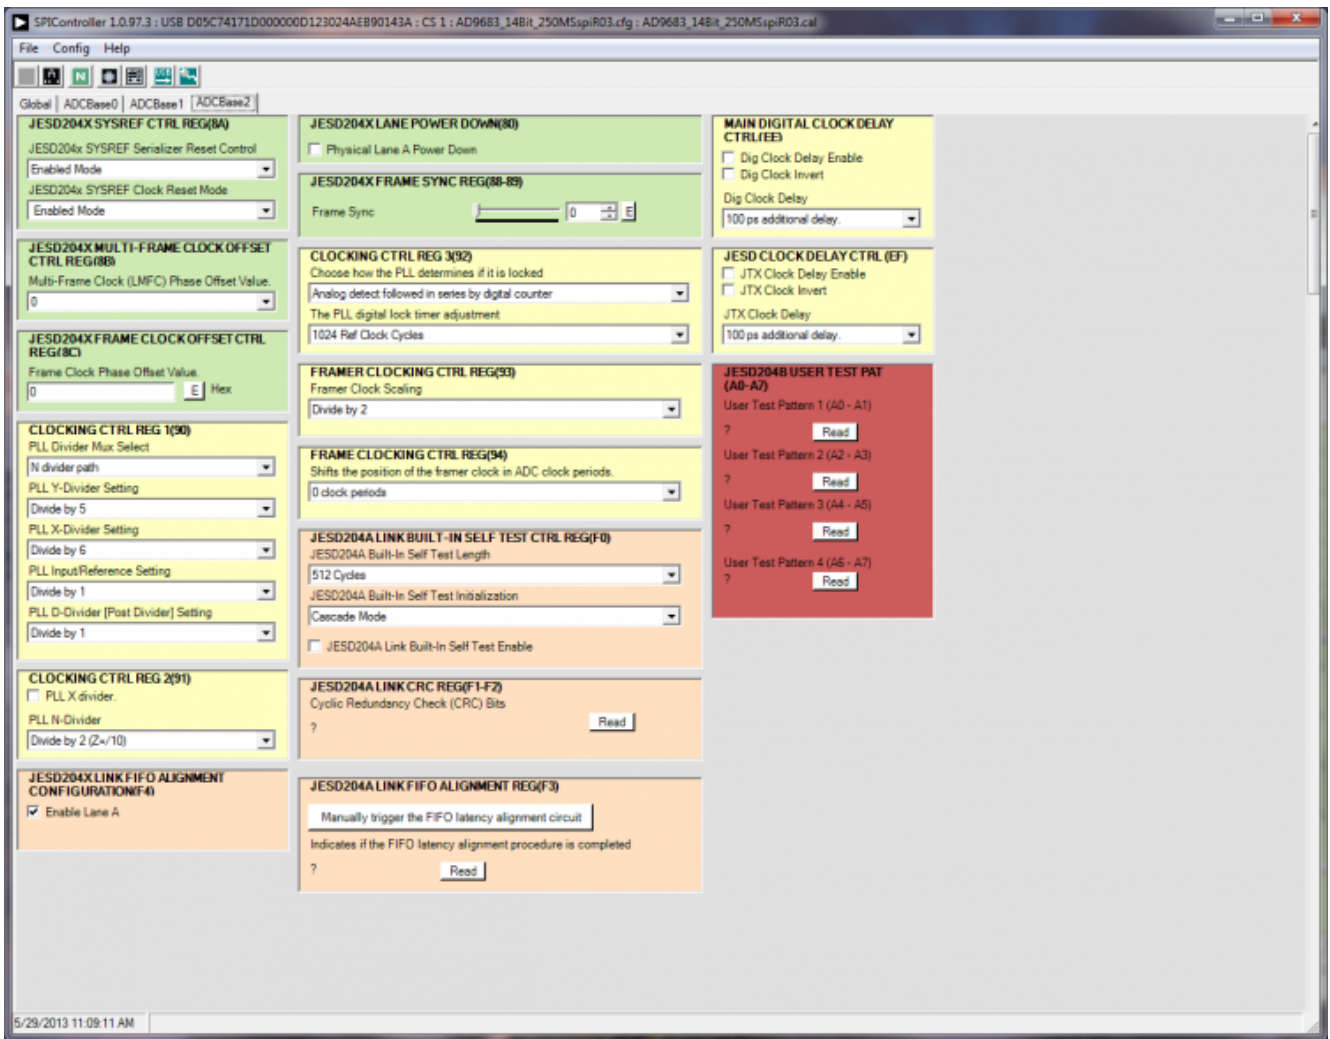 SPIController 1.0.97.3 : USB D05C74171D000000D123024AEB90143A : CS 1 : AD9683_14Bit_250MSspiR03.cfg : AD9683_14Bit_250MSspiR03.cal
File Config Help
Global ADCBase0 ADCBase1 ADCBase2
JESD204X SYSREF CTRL REG(8A)
JESD204x SYSREF Serializer Reset Control
Enabled Mode
JESD204x SYSREF Clock Reset Mode
Enabled Mode
JESD204X MULTI-FRAME CLOCK OFFSET
CTRL REG(8B)
Multi-Frame Clock (LMFC) Phase Offset Value.
0
JESD204X FRAME CLOCK OFFSET CTRL
REG(8C)
Frame Clock Phase Offset Value.
0 E Hex
CLOCKING CTRL REG 1(90)
PLL Divider Mux Select
N divider path
PLL Y-Divider Setting
Divide by 5
PLL X-Divider Setting
Divide by 6
PLL Input/Reference Setting
Divide by 1
PLL D-Divider [Post Divider] Setting
Divide by 1
CLOCKING CTRL REG 2(91)
PLL X divider.
PLL N-Divider
Divide by 2 (Z=/10)
JESD204X LINK FIFO ALIGNMENT
CONFIGURATION(F4)
Enable Lane A
JESD204X LANE POWER DOWN(80)
Physical Lane A Power Down
JESD204X FRAME SYNC REG(88-89)
Frame Sync 0 E
CLOCKING CTRL REG 3(92)
Choose how the PLL determines if it is locked
Analog detect followed in series by digital counter
The PLL digital lock timer adjustment
1024 Ref Clock Cycles
FRAMER CLOCKING CTRL REG(93)
Framer Clock Scaling
Divide by 2
FRAME CLOCKING CTRL REG(94)
Shifts the position of the framer clock in ADC clock periods.
0 clock periods
JESD204A LINK BUILT-IN SELF TEST CTRL REG(F0)
JESD204A Built-In Self Test Length
512 Cycles
JESD204A Built-In Self Test Initialization
Cascade Mode
JESD204A Link Built-In Self Test Enable
JESD204A LINK CRC REG(F1-F2)
Cyclic Redundancy Check (CRC) Bits
? Read
JESD204A LINK FIFO ALIGNMENT REG(F3)
Manually trigger the FIFO latency alignment circuit
Indicates if the FIFO latency alignment procedure is completed
? Read
MAIN DIGITAL CLOCK DELAY
CTRL(EE)
Dig Clock Delay Enable
Dig Clock Invert
Dig Clock Delay
100 ps additional delay.
JESD CLOCK DELAY CTRL (EF)
JTX Clock Delay Enable
JTX Clock Invert
JTX Clock Delay
100 ps additional delay.
JESD204B USER TEST PAT
(A0-A7)
User Test Pattern 1 (A0 - A1)
? Read
User Test Pattern 2 (A2 - A3)
? Read
User Test Pattern 3 (A4 - A5)
? Read
User Test Pattern 4 (A6 - A7)
? Read
5/29/2013 11:09:11 AM